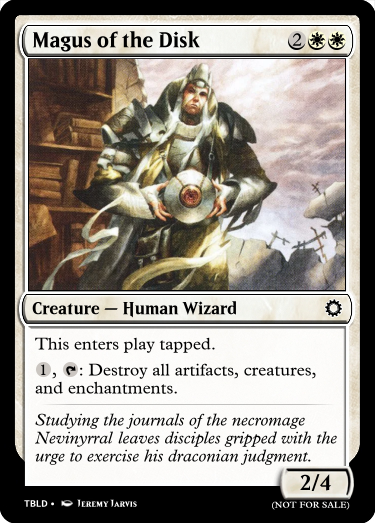 Magus of the Disk 2
Creature — Human Wizard
This enters play tapped.
1, : Destroy all artifacts, creatures,
and enchantments.
Studying the journals of the necromage
Nevinyrral leaves disciples gripped with the
urge to exercise his draconian judgment.
2/4
TBLD • Jeremy Jarvis
(NOT FOR SALE)